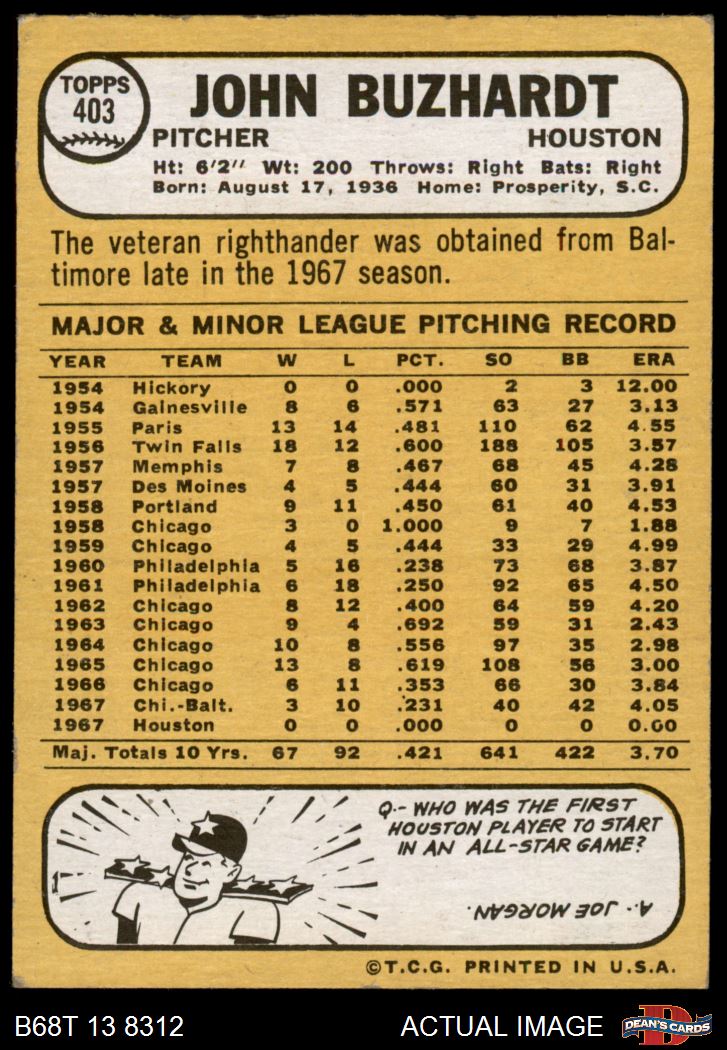 TOPPS
403
JOHN BUZHARDT
PITCHER HOUSTON
Ht: 6'2" Wt: 200 Throws: Right Bats: Right
Born: August 17, 1936 Home: Prosperity, S.C.
The veteran righthander was obtained from Bal-
timore late in the 1967 season.
MAJOR & MINOR LEAGUE PITCHING RECORD
YEAR TEAM W L PCT. SO BB ERA
1954 Hickory 0 0 .000 2 3 12.00
1954 Gainesville 8 6 .571 63 27 3.13
1955 Paris 13 14 .481 110 62 4.55
1956 Twin Falls 18 12 .600 188 105 3.57
1957 Memphis 7 8 .467 68 45 4.28
1957 Des Moines 4 5 .444 60 31 3.91
1958 Portland 9 11 .450 61 40 4.53
1958 Chicago 3 0 1.000 9 7 1.88
1959 Chicago 4 5 .444 33 29 4.99
1960 Philadelphia 5 16 .238 73 68 3.87
1961 Philadelphia 6 18 .250 92 65 4.50
1962 Chicago 8 12 .400 64 59 4.20
1963 Chicago 9 4 .692 59 31 2.43
1964 Chicago 10 8 .556 97 35 2.98
1965 Chicago 13 8 .619 108 56 3.00
1966 Chicago 6 11 .353 66 30 3.84
1967 Chi.-Balt. 3 10 .231 40 42 4.05
1967 Houston 0 0 .000 0 0 0.00
Maj. Totals 10 Yrs. 67 92 .421 641 422 3.70
Q.- WHO WAS THE FIRST
HOUSTON PLAYER TO START
IN AN ALL-STAR GAME?
A.. JOE MORGAN.
©T.C.G. PRINTED IN U.S.A.
B68T 13 8312 ACTUAL IMAGE
D
DEAN'S CARDS